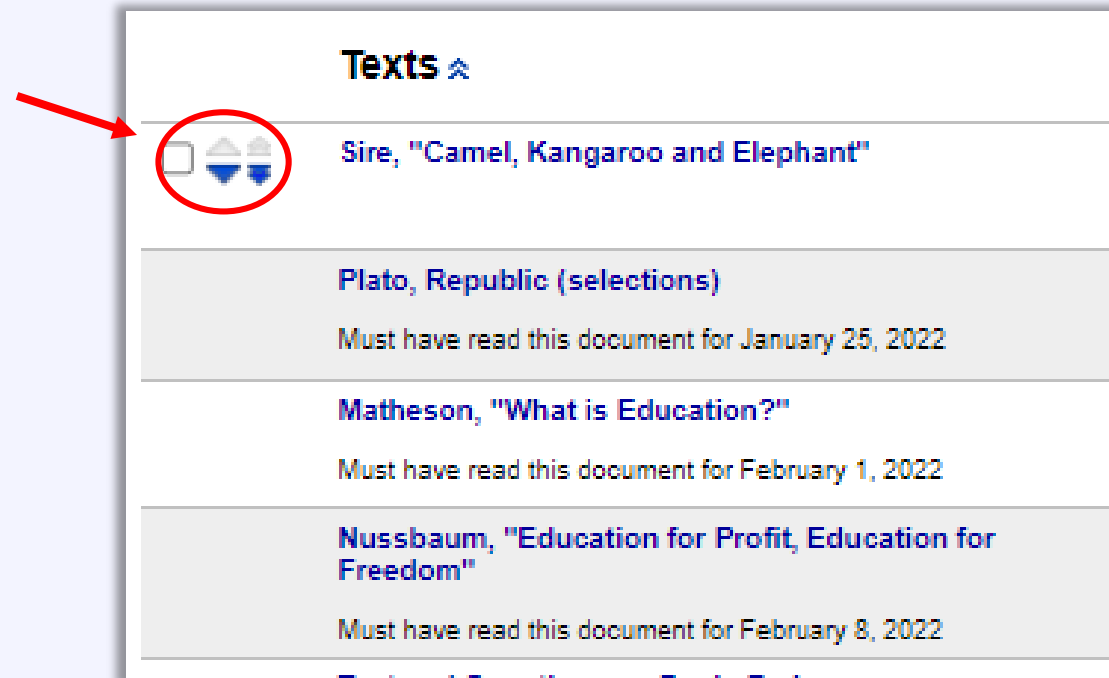 Texts
Sire, "Camel, Kangaroo and Elephant"
Plato, Republic (selections)
Must have read this document for January 25, 2022
Matheson, "What is Education?"
Must have read this document for February 1, 2022
Nussbaum, "Education for Profit, Education for
Freedom"
Must have read this document for February 8, 2022